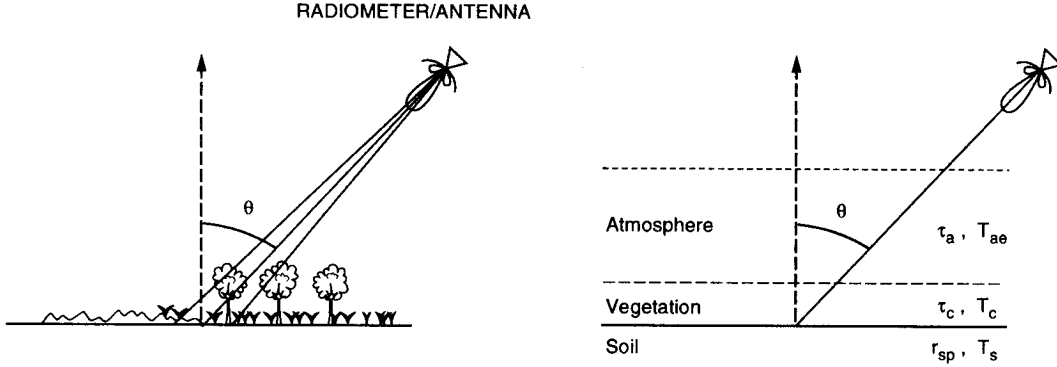 RADIOMETER/ANTENNA
θ
θ
Atmosphere τa , Tae
Vegetation τc , Tc
Soil rsp , Ts